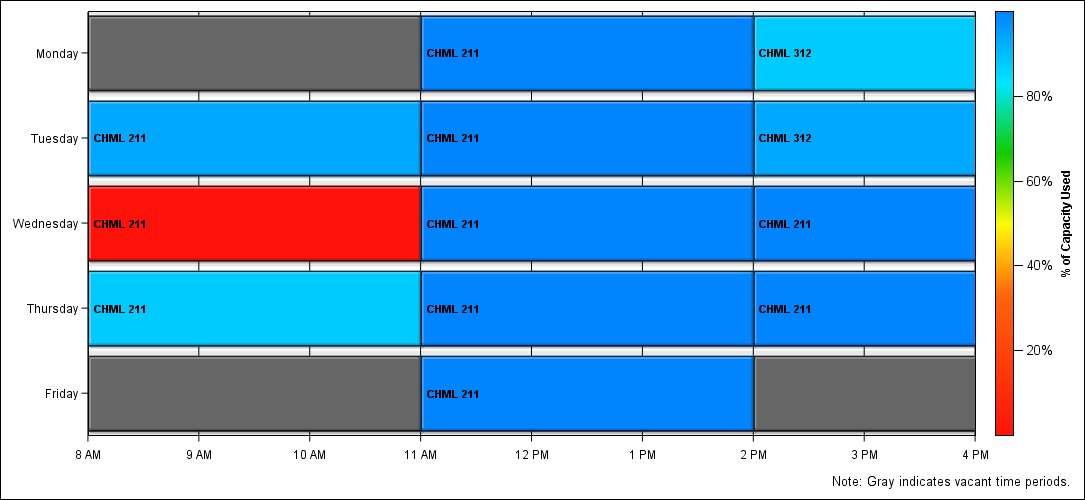 Monday
CHML 211
CHML 312
Tuesday
CHML 211
CHML 211
CHML 312
Wednesday
CHML 211
CHML 211
CHML 211
Thursday
CHML 211
CHML 211
CHML 211
Friday
CHML 211
8 AM 9 AM 10 AM 11 AM 12 PM 1 PM 2 PM 3 PM 4 PM
80%
60%
40%
20%
% of Capacity Used
Note: Gray indicates vacant time periods.